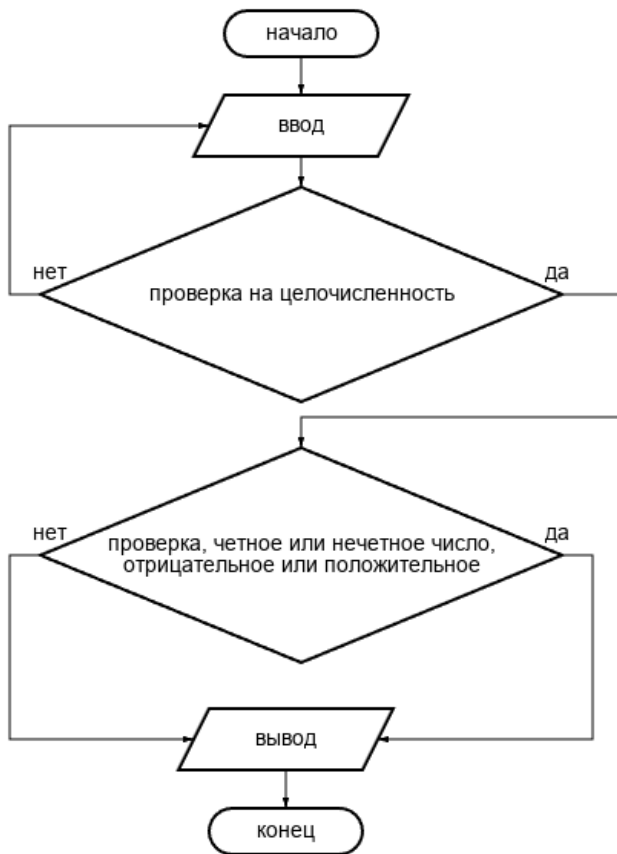 начало
ввод
нет
да
проверка на целочисленность
нет
да
проверка, четное или нечетное число,
отрицательное или положительное
вывод
конец